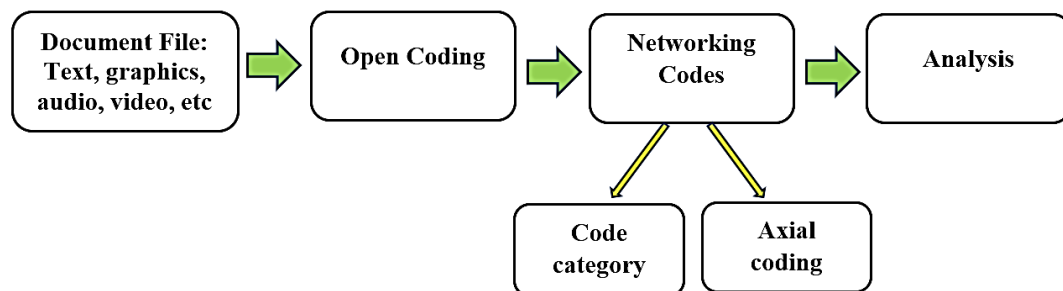 Document File:
Text, graphics,
audio, video, etc
Open Coding
Networking
Codes
Analysis
Code
category
Axial
coding